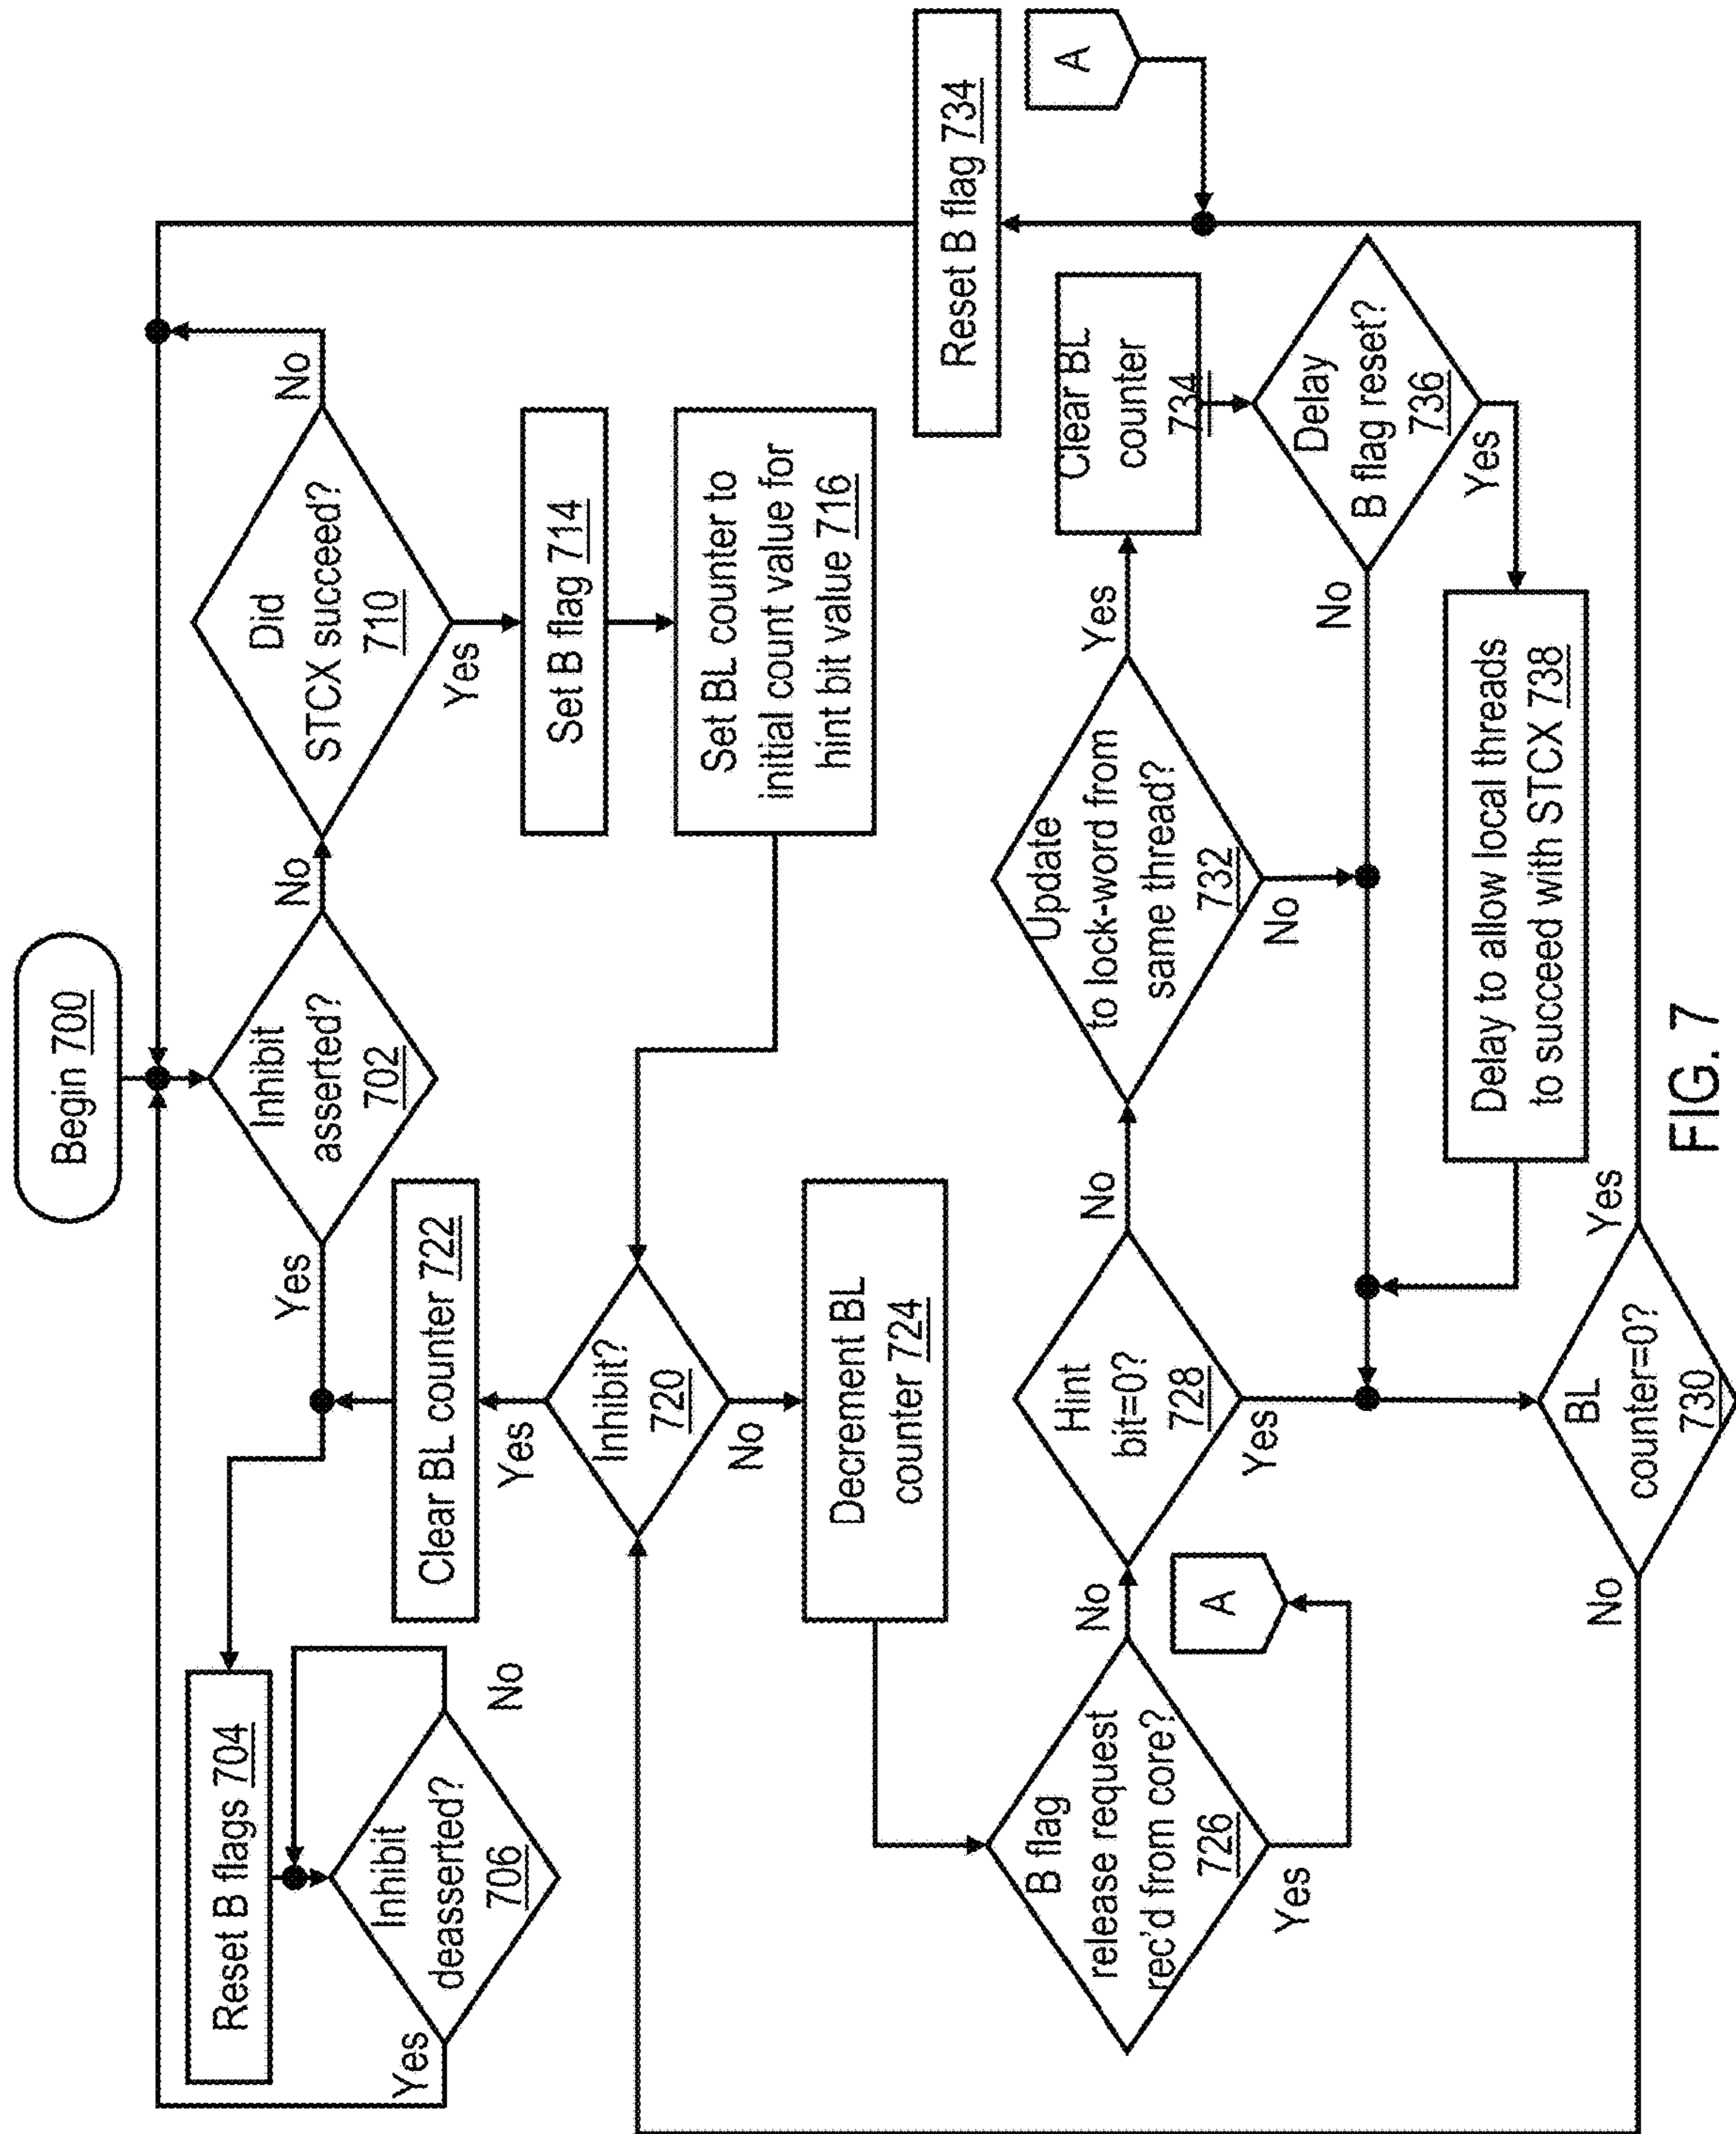 Begin 700
Inhibit
asserted?
702
Yes
No
Reset B flags 704
Inhibit
deasserted?
706
No
Yes
Did
STCX succeed?
710
No
Yes
Set B flag 714
Set BL counter to
initial count value for
hint bit value 716
Clear BL counter 722
Yes
Inhibit?
720
No
Decrement BL
counter 724
B flag
release request
rec'd from core?
726
No
Yes
A
Hint
bit=0?
728
No
Yes
Update
to lock-word from
same thread?
732
Yes
No
Clear BL
counter
734
Delay
B flag reset?
736
No
Yes
Delay to allow local threads
to succeed with STCX 738
BL
counter=0?
730
No
Yes
Reset B flag 734
A
FIG. 7